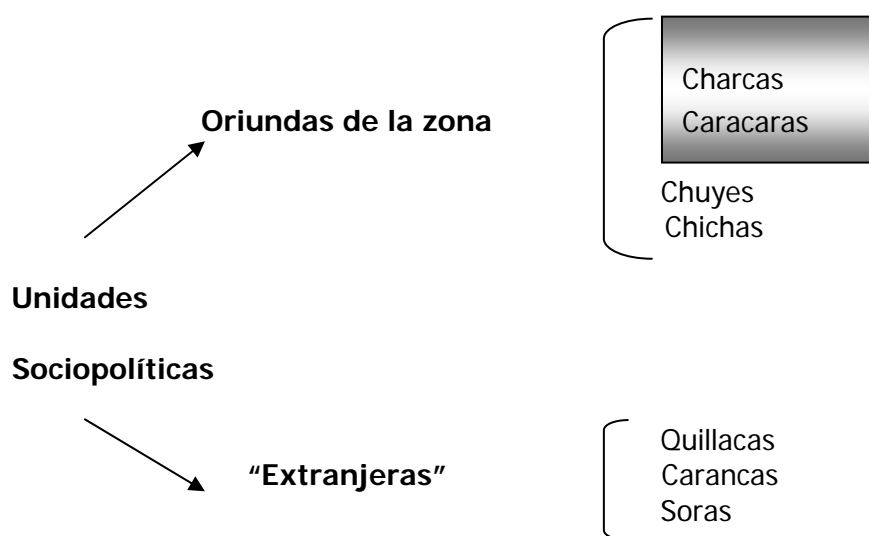 Charcas
Oriundas de la zona
Caracaras
Chuyes
Chichas
Unidades
Sociopolíticas
Quillacas
“Extranjeras”
Carancas
Soras